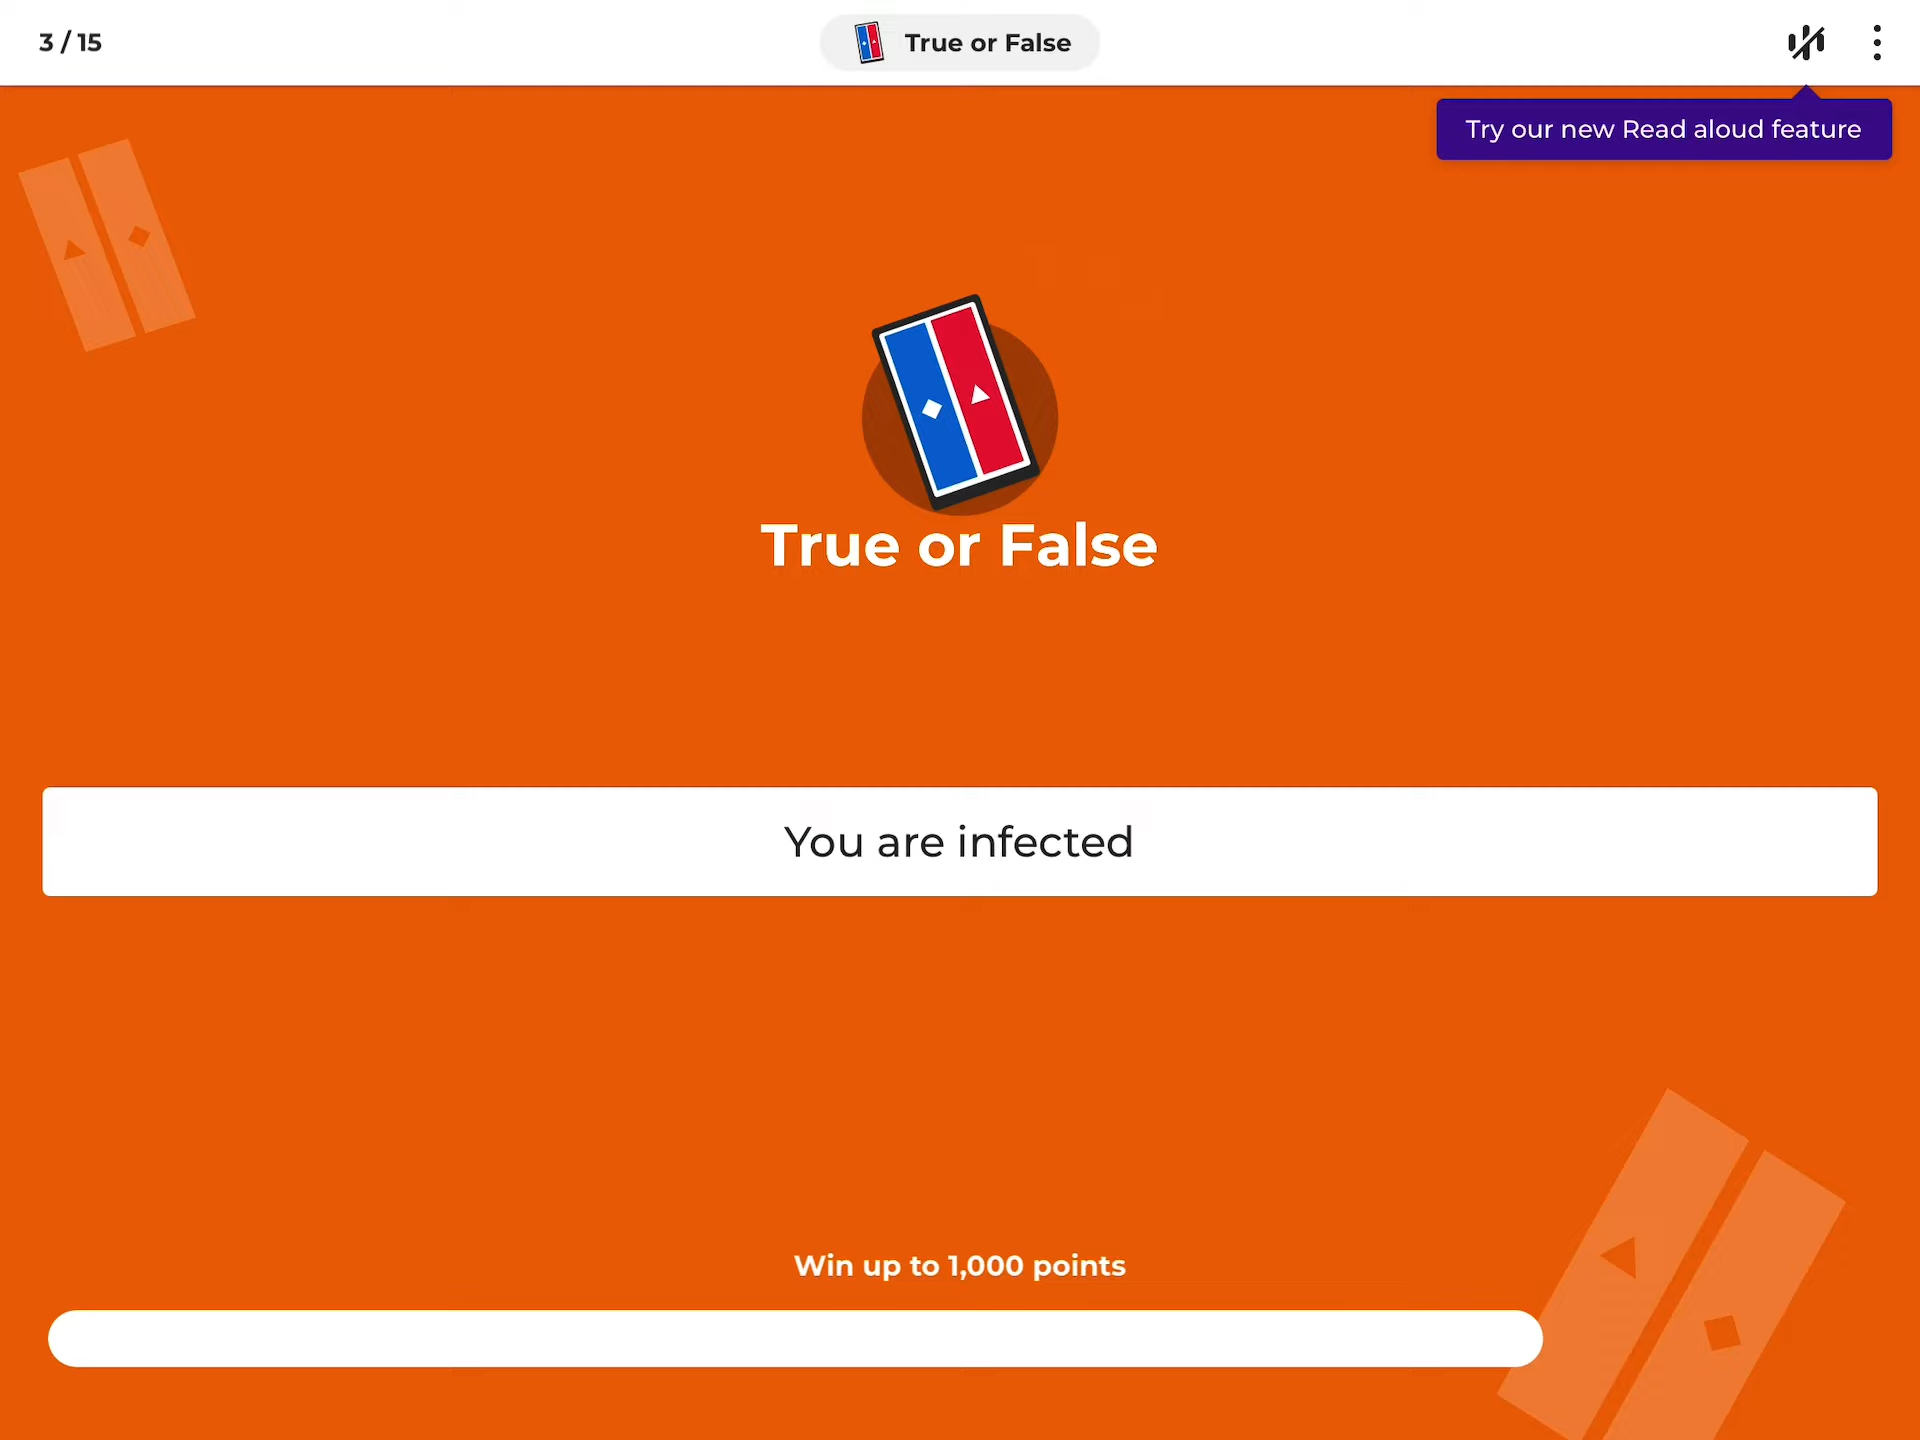 3 / 15
True or False
Try our new Read aloud feature
True or False
You are infected
Win up to 1,000 points